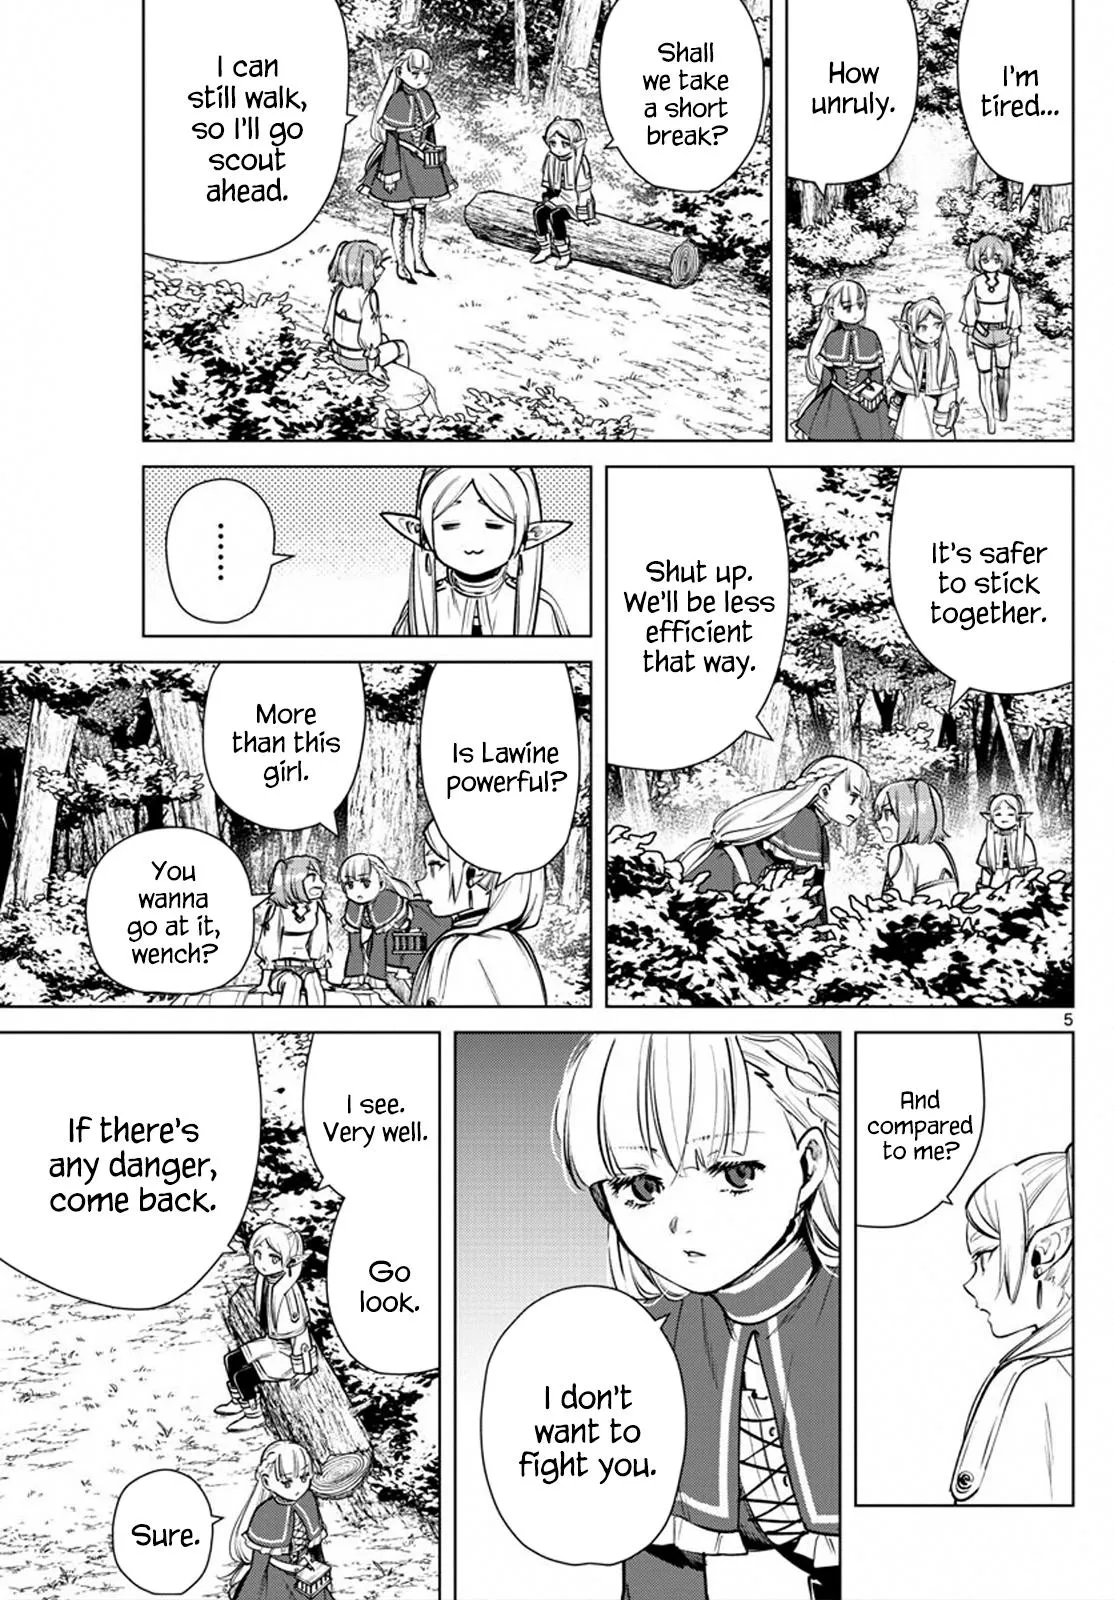 I'm
tired...
How
unruly.
Shall
we take
a short
break?
I can
still walk,
so I'll go
scout
ahead.
It's safer
to stick
together.
Shut up.
We'll be less
efficient
that way.
......
Is Lawine
powerful?
More
than this
girl.
You
wanna
go at it,
wench?
5
And
compared
to me?
I don't
want to
fight you.
I see.
Very well.
Go
look.
If there's
any danger,
come back.
Sure.